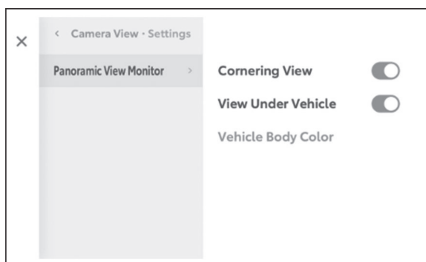 Camera View · Settings
Panoramic View Monitor
Cornering View
View Under Vehicle
Vehicle Body Color